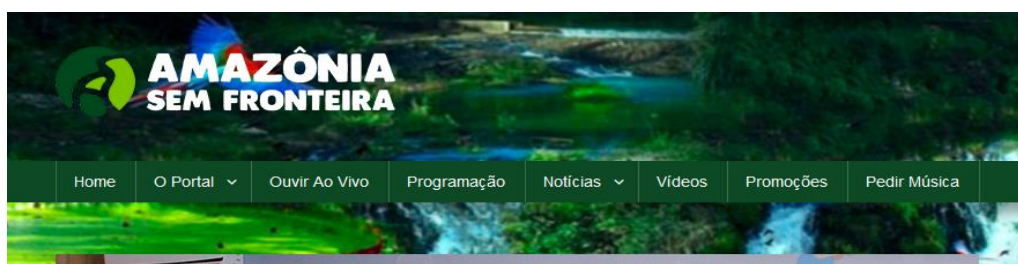 AMAZÔNIA
SEM FRONTEIRA
Home O Portal Ouvir Ao Vivo Programação Notícias Vídeos Promoções Pedir Música